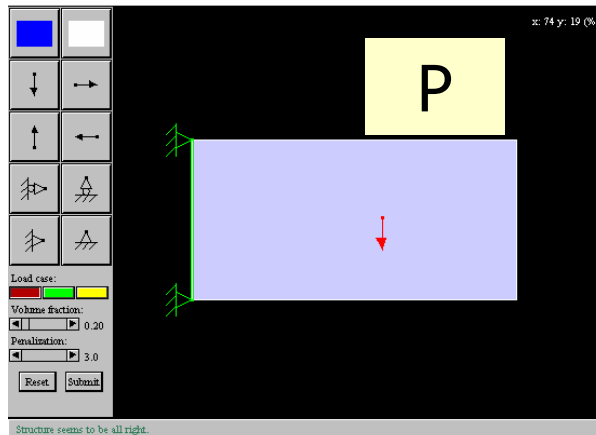 x: 74 y: 19 (%
P
Load case:
Volume fraction:
0.20
Penalization:
3.0
Reset Submit
Structure seems to be all right.